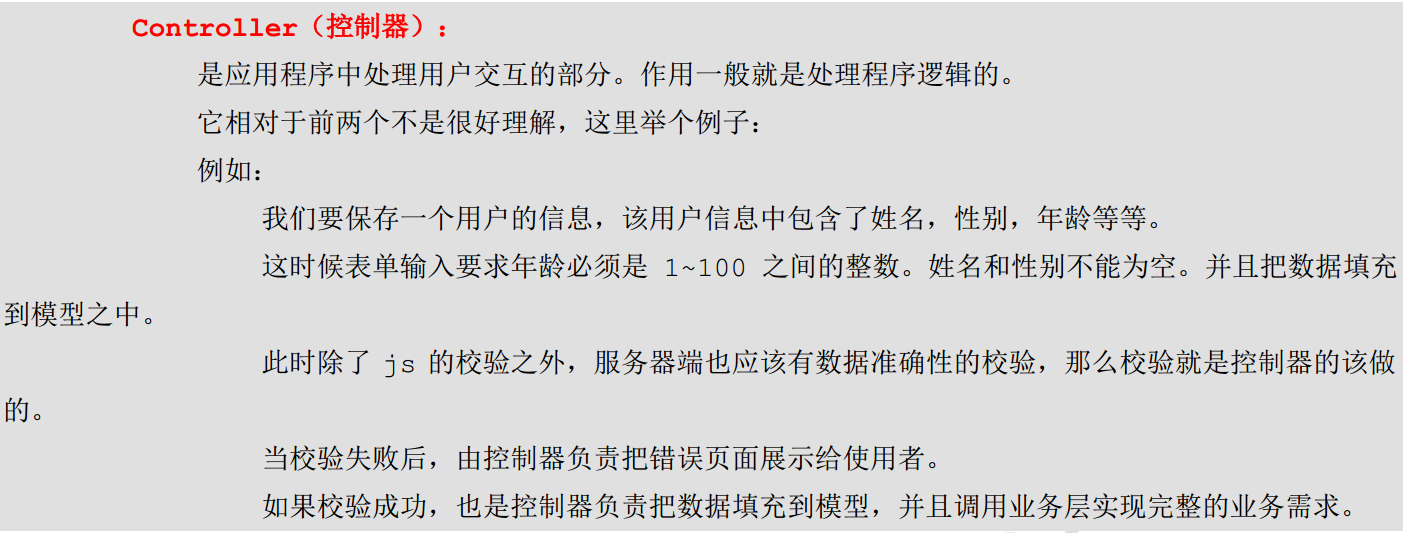 Controller（控制器）：
是应用程序中处理用户交互的部分。作用一般就是处理程序逻辑的。
它相对于前两个不是很好理解，这里举个例子：
例如：
我们要保存一个用户的信息，该用户信息中包含了姓名，性别，年龄等等。
这时候表单输入要求年龄必须是 1~100 之间的整数。姓名和性别不能为空。并且把数据填充
到模型之中。
此时除了 js 的校验之外，服务器端也应该有数据准确性的校验，那么校验就是控制器的该做
的。
当校验失败后，由控制器负责把错误页面展示给使用者。
如果校验成功，也是控制器负责把数据填充到模型，并且调用业务层实现完整的业务需求。